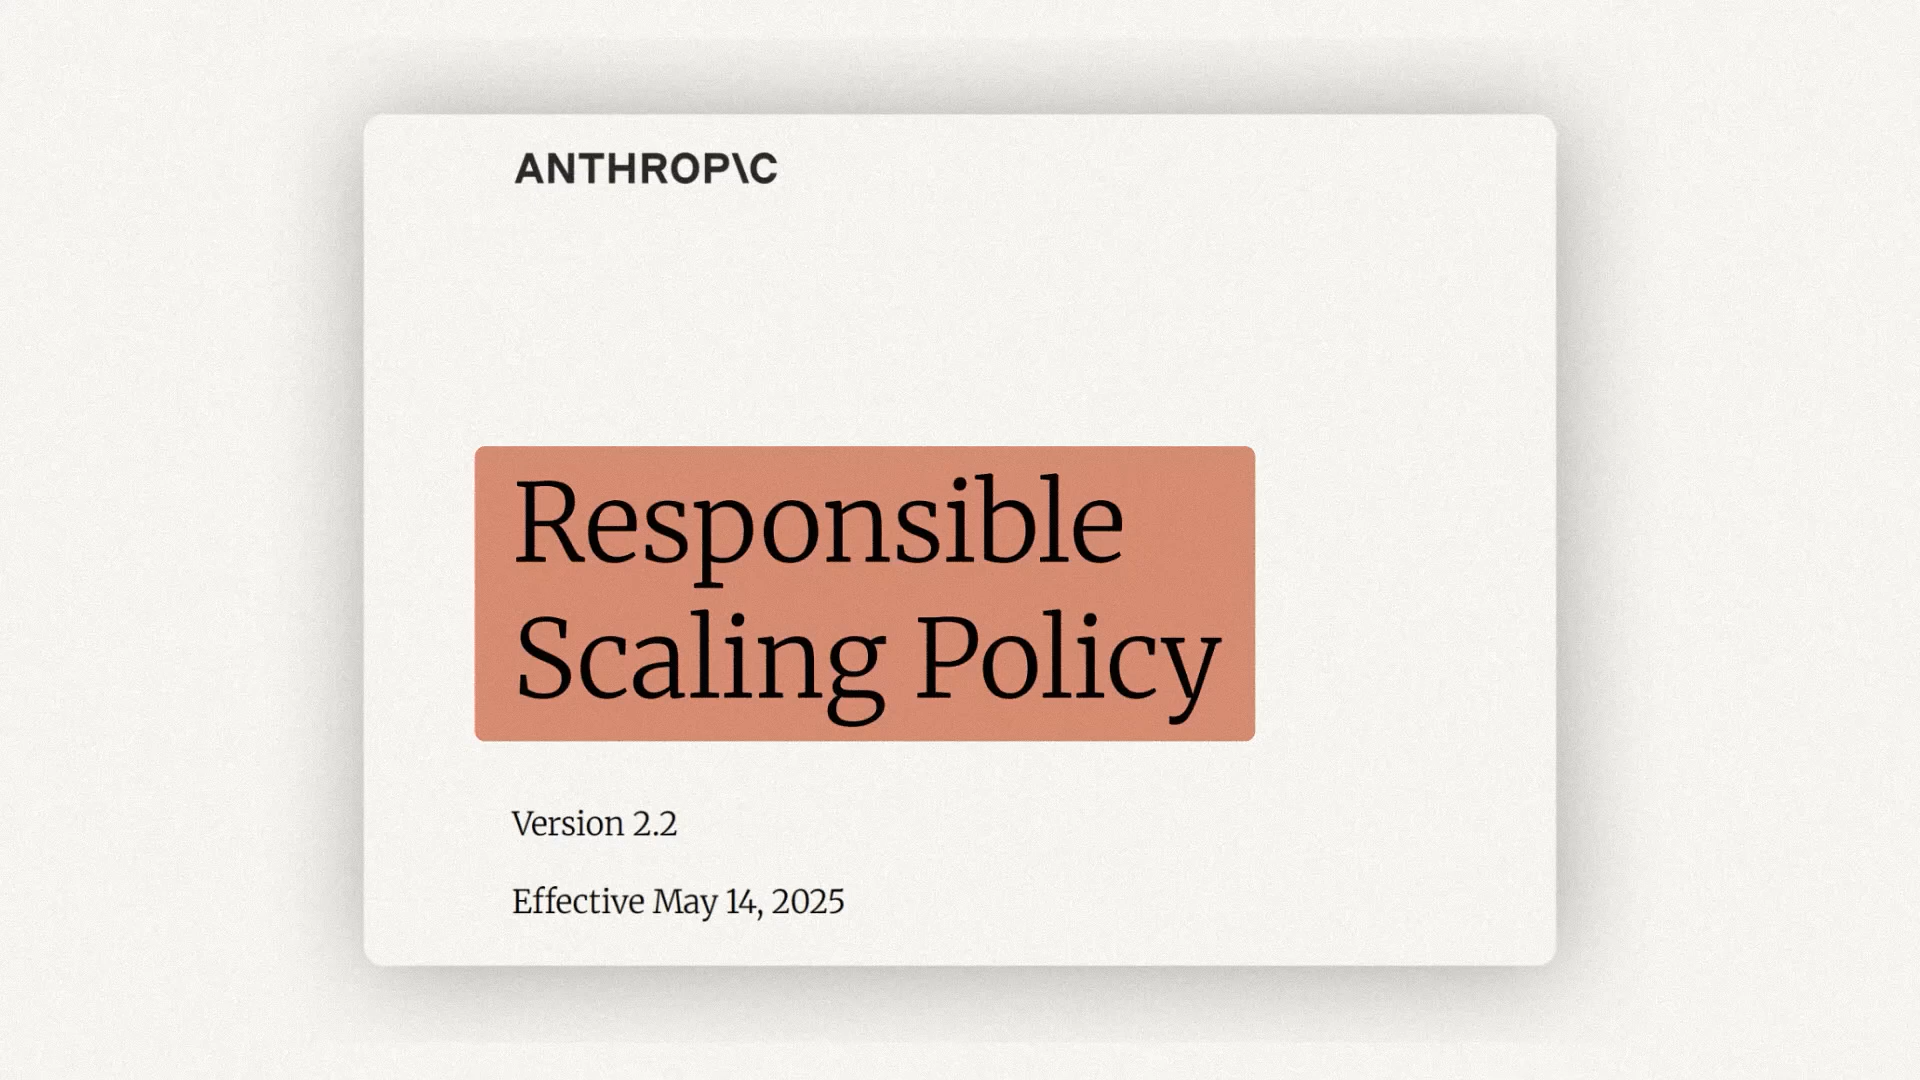 ANTHROP\C
Responsible
Scaling Policy
Version 2.2
Effective May 14, 2025